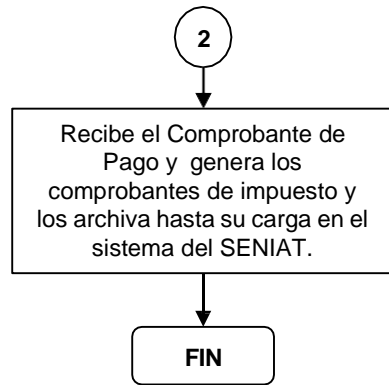 2
Recibe el Comprobante de
Pago y genera los
comprobantes de impuesto y
los archiva hasta su carga en el
sistema del SENIAT.
FIN